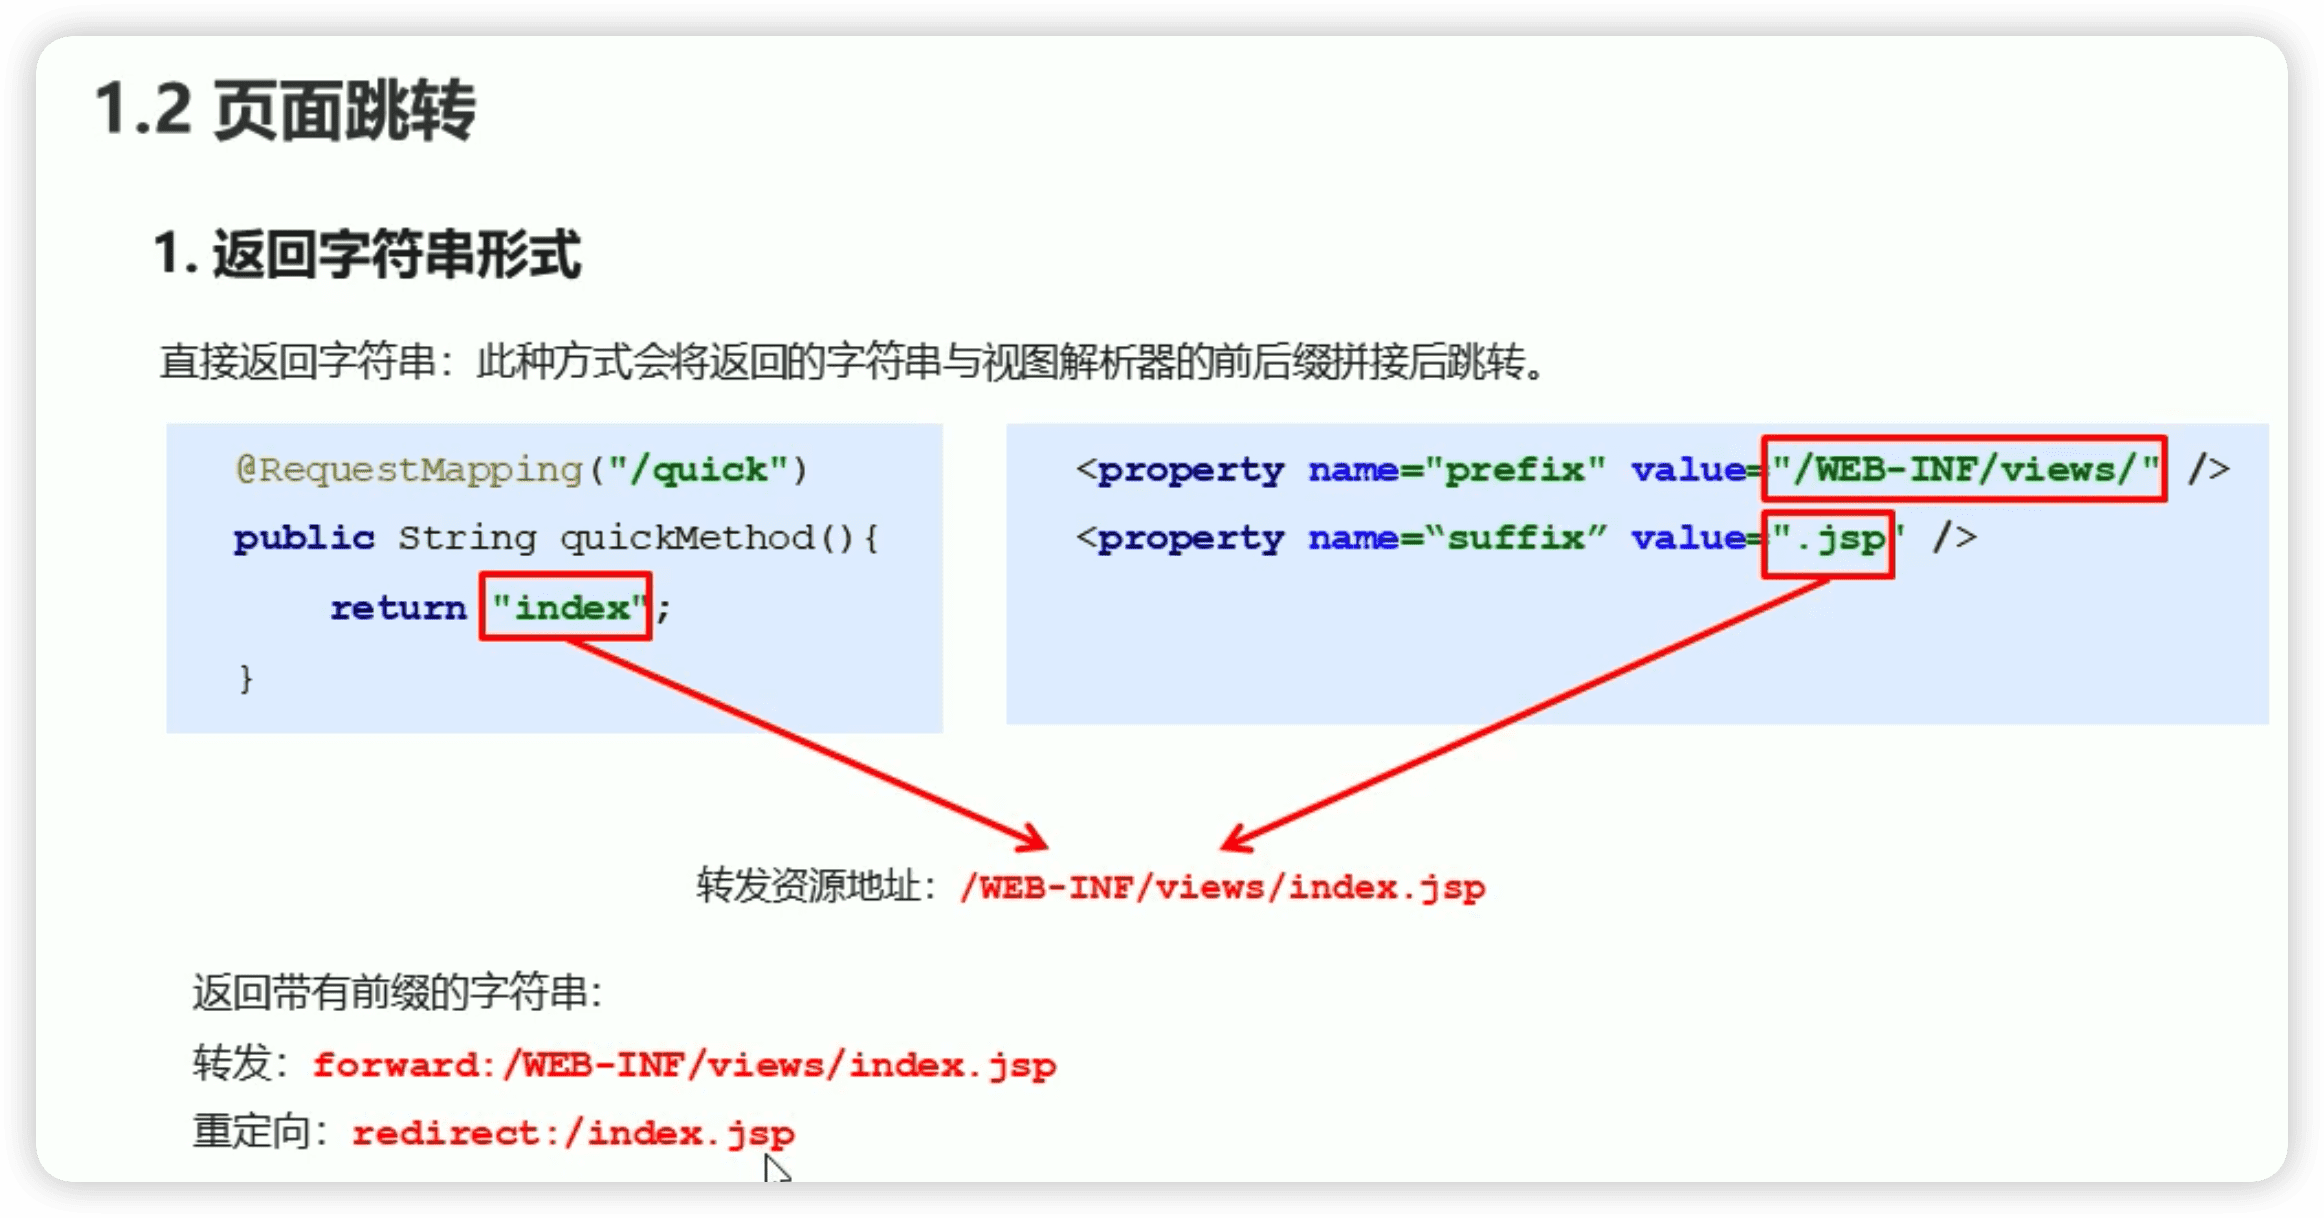 1.2 页面跳转
1. 返回字符串形式
直接返回字符串：此种方式会将返回的字符串与视图解析器的前后缀拼接后跳转。
@RequestMapping("/quick")
public String quickMethod(){
return "index";
}
<property name="prefix" value="/WEB-INF/views/" />
<property name=“suffix” value=".jsp" />
转发资源地址：/WEB-INF/views/index.jsp
返回带有前缀的字符串：
转发：forward:/WEB-INF/views/index.jsp
重定向：redirect:/index.jsp